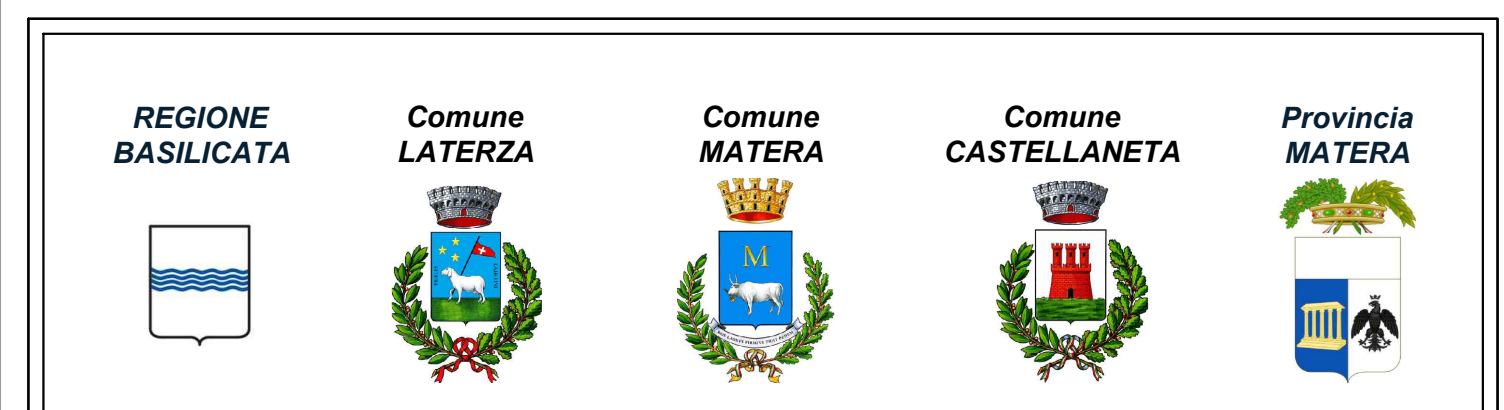 REGIONE
BASILICATA
Comune
LATERZA
Comune
MATERA
M
Comune
CASTELLANETA
Provincia
MATERA